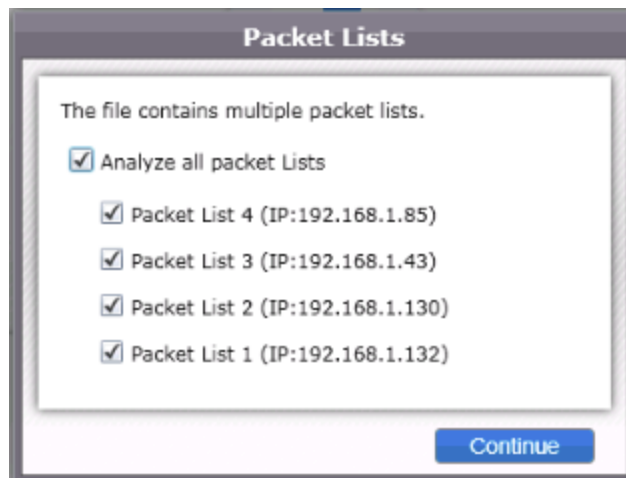 Packet Lists
The file contains multiple packet lists.
Analyze all packet Lists
Packet List 4 (IP:192.168.1.85)
Packet List 3 (IP:192.168.1.43)
Packet List 2 (IP:192.168.1.130)
Packet List 1 (IP:192.168.1.132)
Continue